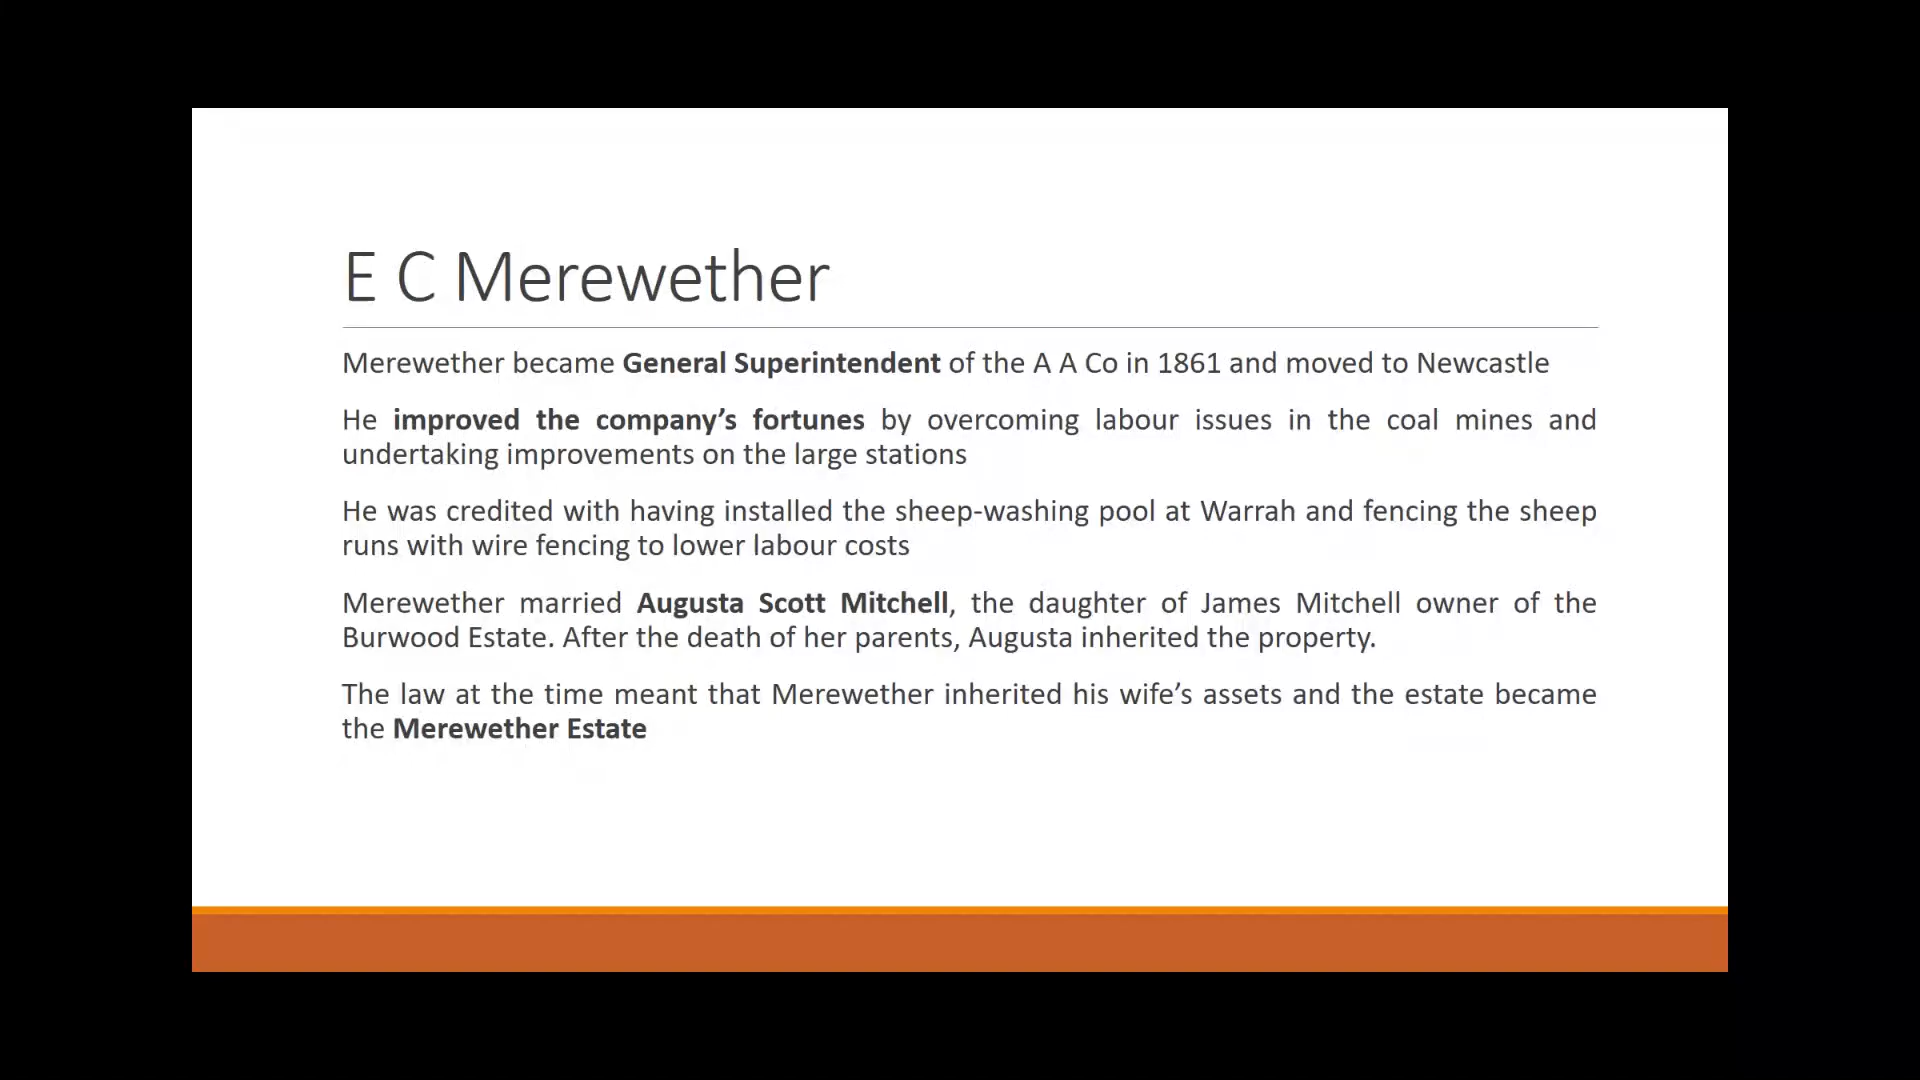 E C Merewether
Merewether became General Superintendent of the A A Co in 1861 and moved to Newcastle
He improved the company’s fortunes by overcoming labour issues in the coal mines and
undertaking improvements on the large stations
He was credited with having installed the sheep-washing pool at Warrah and fencing the sheep
runs with wire fencing to lower labour costs
Merewether married Augusta Scott Mitchell, the daughter of James Mitchell owner of the
Burwood Estate. After the death of her parents, Augusta inherited the property.
The law at the time meant that Merewether inherited his wife’s assets and the estate became
the Merewether Estate